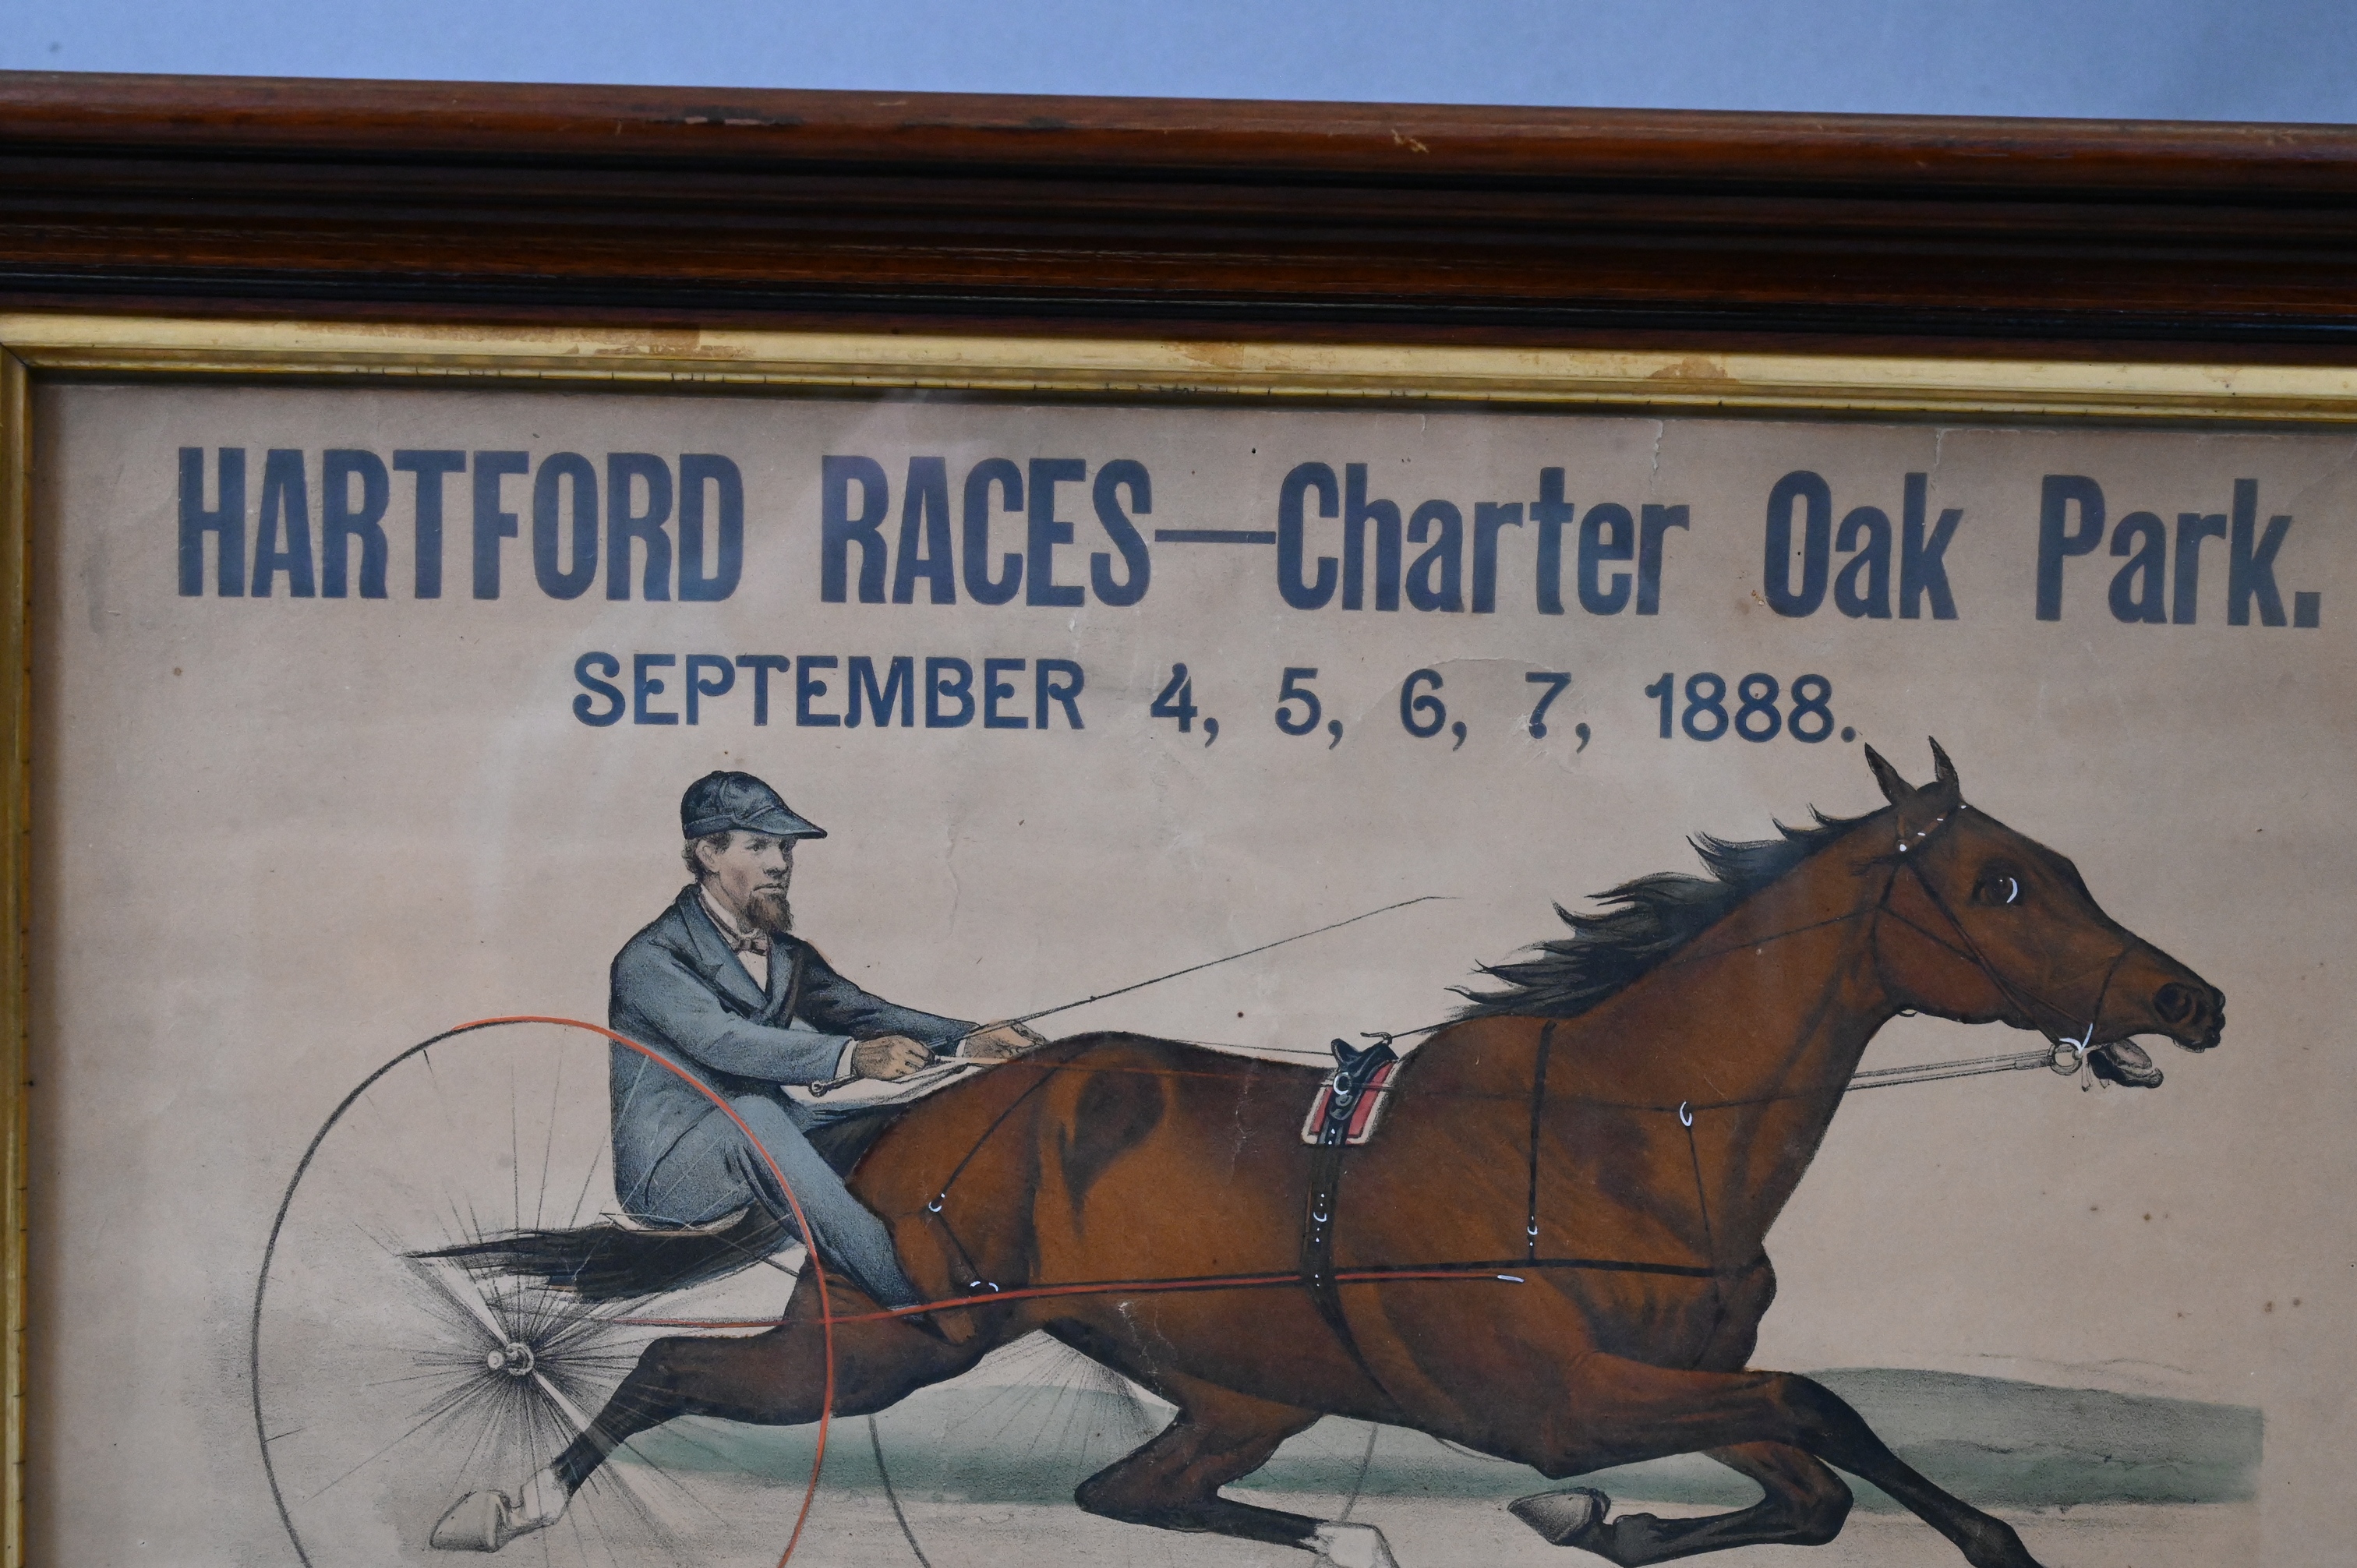 HARTFORD RACES—Charter Oak Park.
SEPTEMBER 4, 5, 6, 7, 1888.